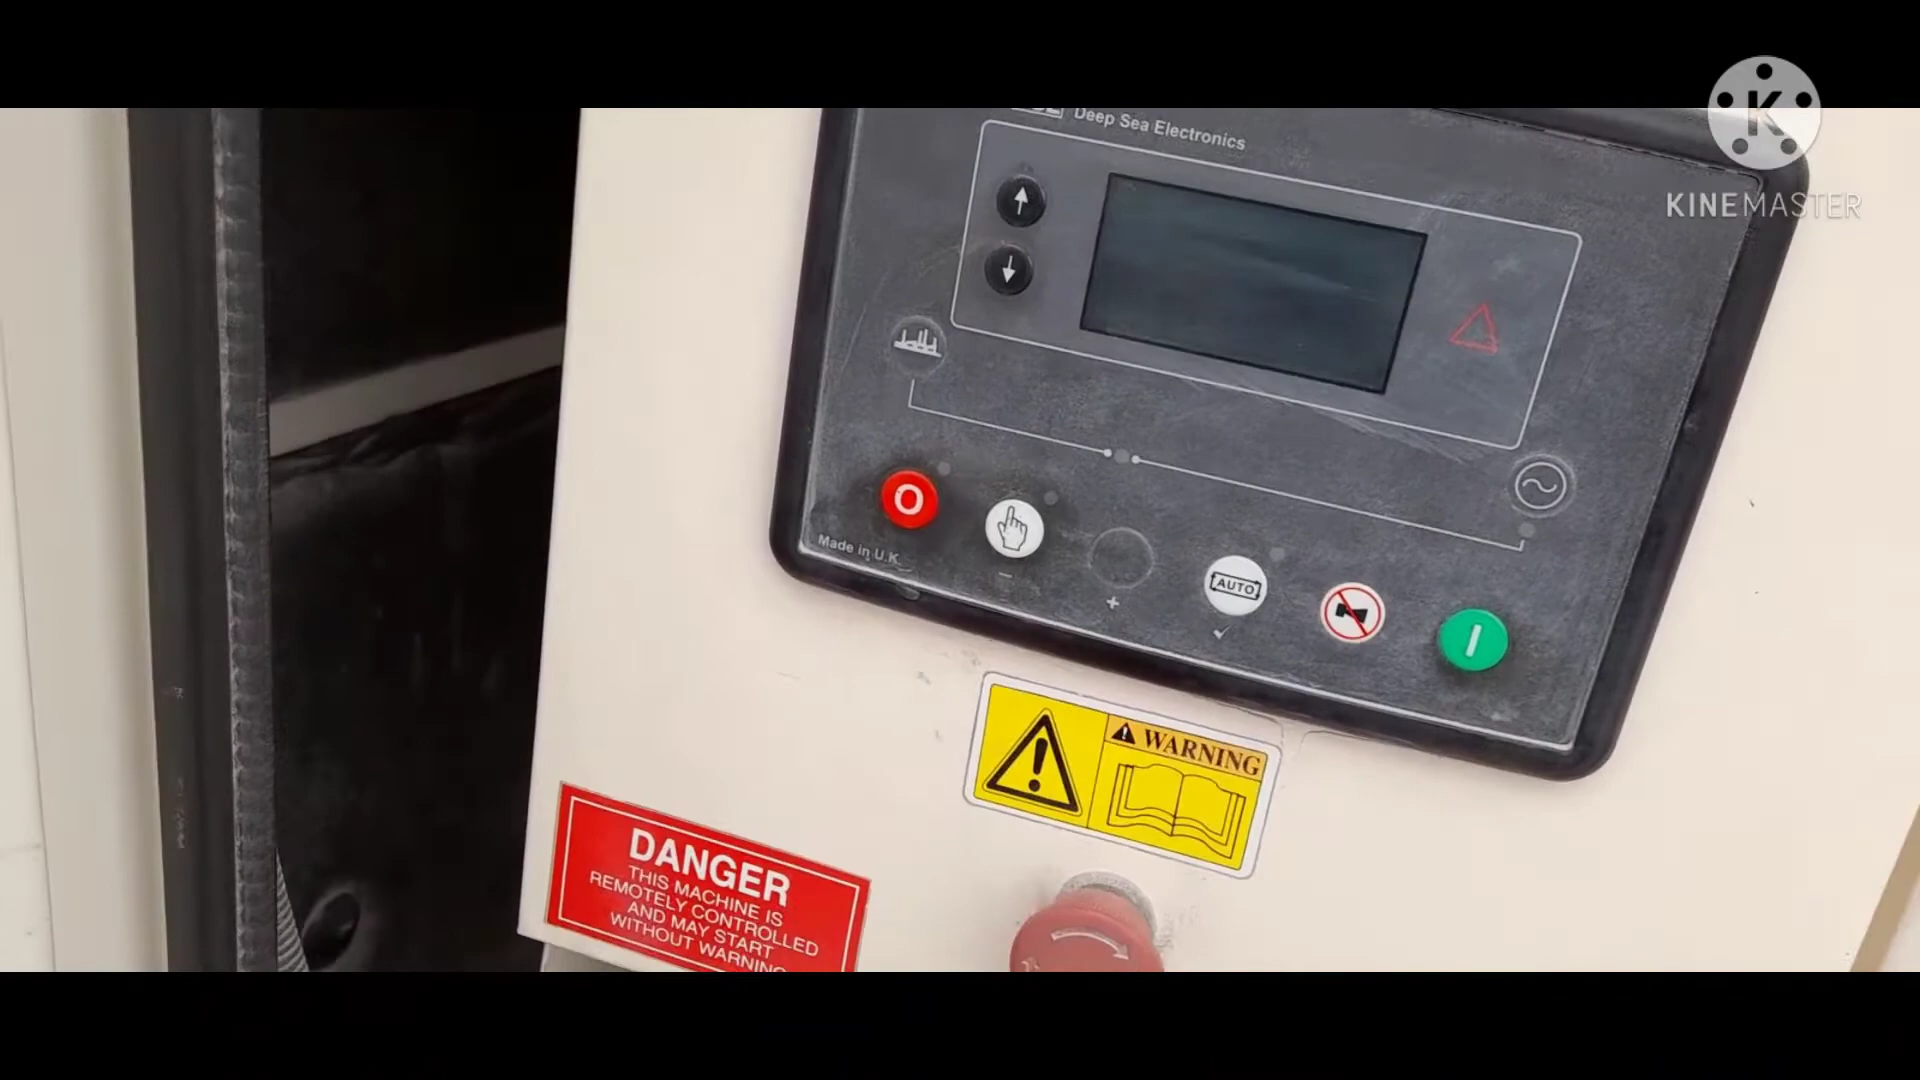 Deep Sea Electronics
K
KINEMASTER
O
Made in U.K.
−
+
AUTO
I
WARNING
DANGER
THIS MACHINE IS
REMOTELY CONTROLLED
AND MAY START
WITHOUT WARNING